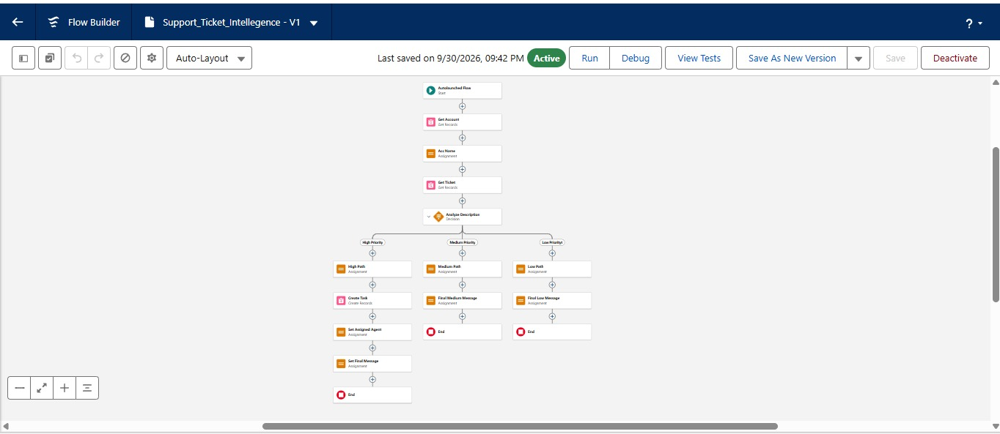 Flow Builder
Support_Ticket_Intellegence - V1
?
Auto-Layout
Last saved on 9/30/2026, 09:42 PM
Active
Run
Debug
View Tests
Save As New Version
Save
Deactivate
Autolaunched Flow
Start
Get Account
Get Records
Acc Name
Assignment
Get Ticket
Get Records
Analyze Description
Decision
High Priority
Medium Priority
Low Priority!
High Path
Assignment
Medium Path
Assignment
Low Path
Assignment
Create Task
Create Records
Final Medium Message
Assignment
Final Low Message
Assignment
Set Assigned Agent
Assignment
End
End
Set Final Message
Assignment
End